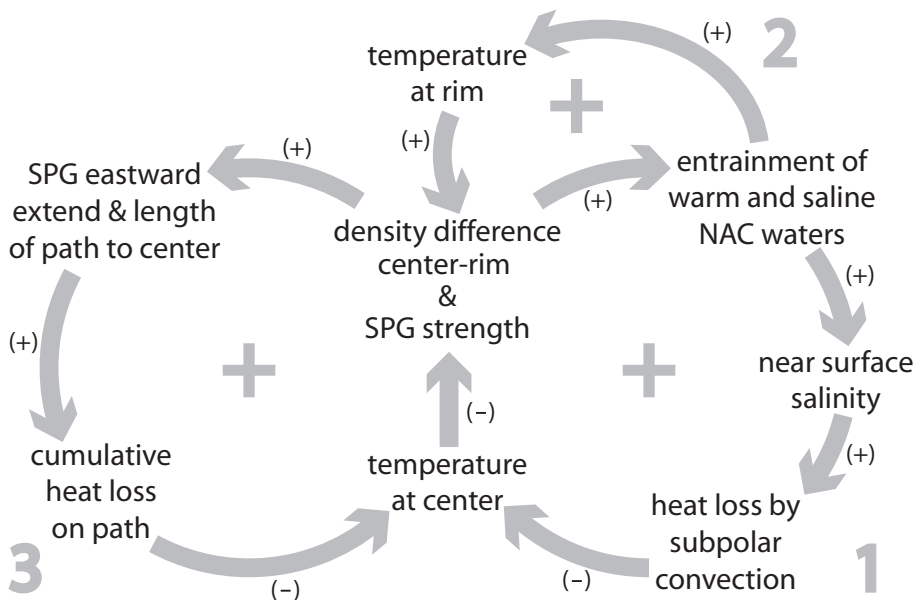 (+)
2
temperature
at rim
+
(+)
(+)
SPG eastward
extend & length
of path to center
(+)
entrainment of
warm and saline
NAC waters
density difference
center-rim
&
SPG strength
(+)
(+)
+
+
near surface
salinity
(–)
(+)
cumulative
heat loss
on path
temperature
at center
heat loss by
subpolar
convection
3
(–)
(–)
1